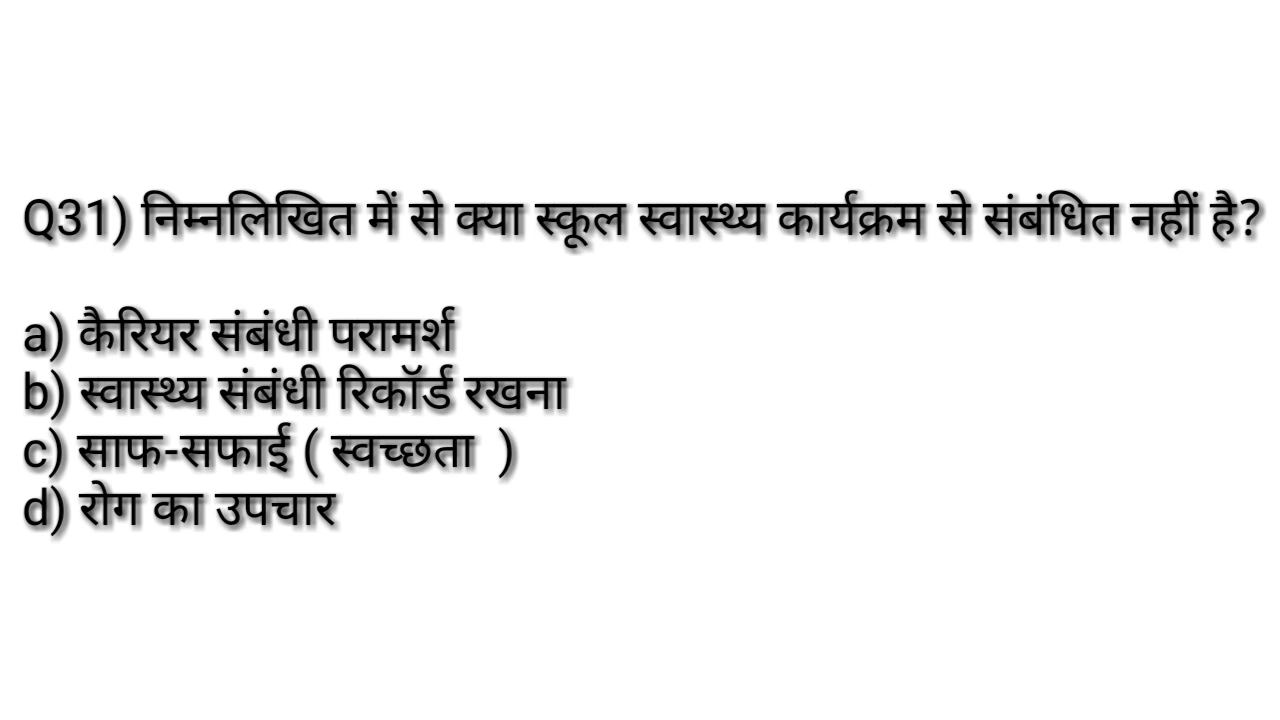 Q31) निम्नलिखित में से क्या स्कूल स्वास्थ्य कार्यक्रम से संबंधित नहीं है?
a) कैरियर संबंधी परामर्श
b) स्वास्थ्य संबंधी रिकॉर्ड रखना
c) साफ-सफाई ( स्वच्छता )
d) रोग का उपचार